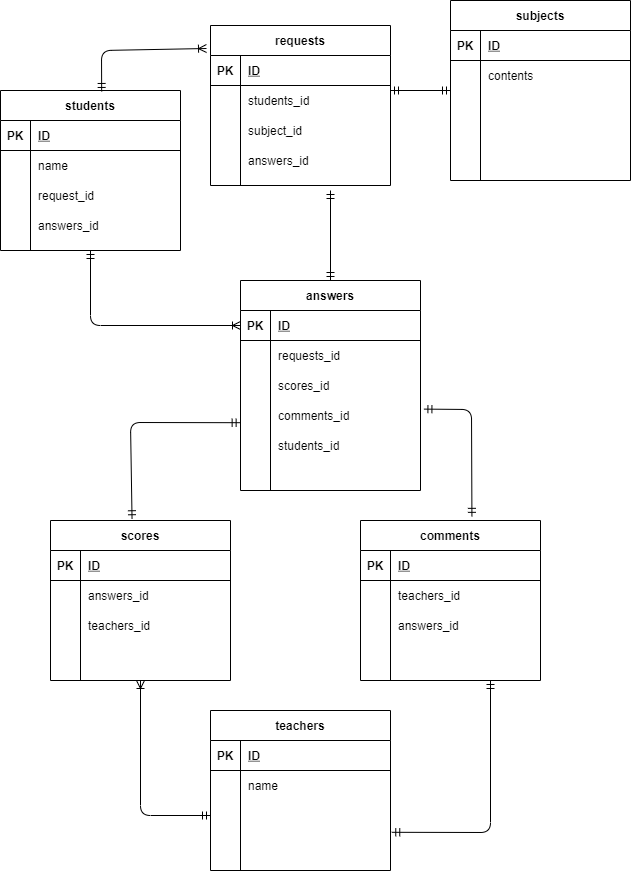 subjects
PK ID
contents
requests
PK ID
students_id
subject_id
answers_id
students
PK ID
name
request_id
answers_id
answers
PK ID
requests_id
scores_id
comments_id
students_id
scores
PK ID
answers_id
teachers_id
comments
PK ID
teachers_id
answers_id
teachers
PK ID
name